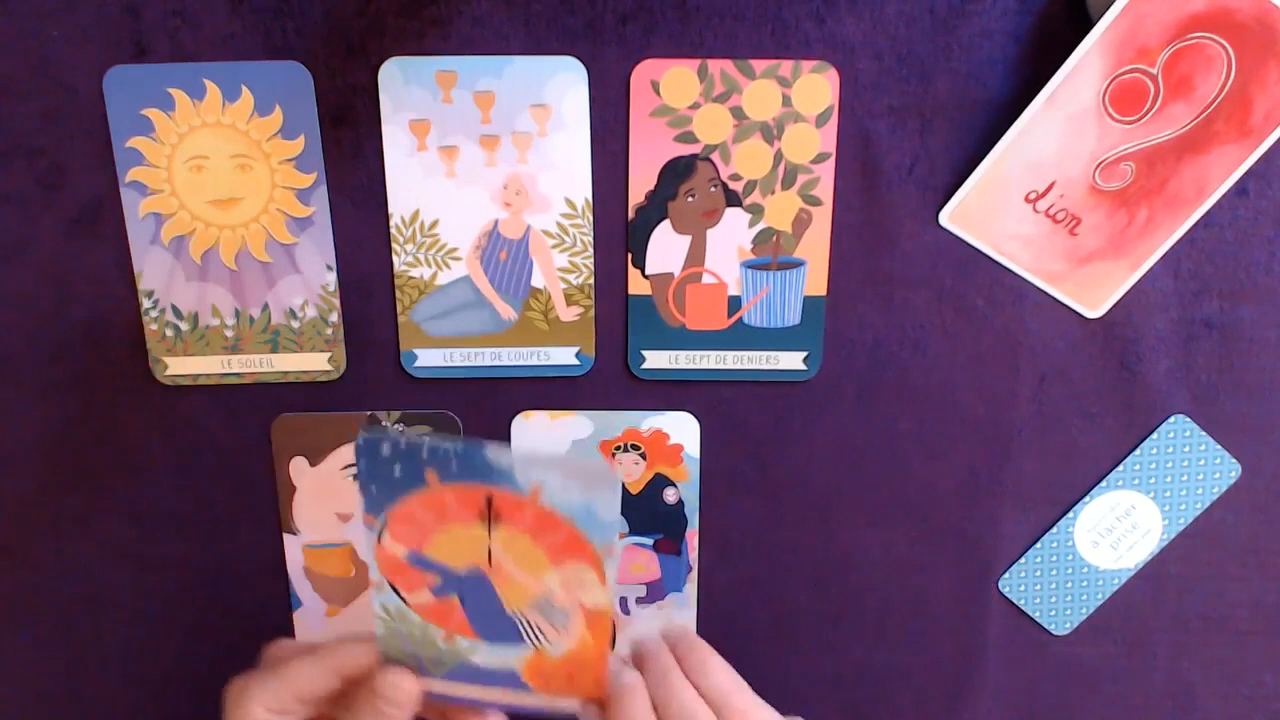 LE SOLEIL
LE SEPT DE COUPES
LE SEPT DE DENIERS
Lion
à lâcher
prise